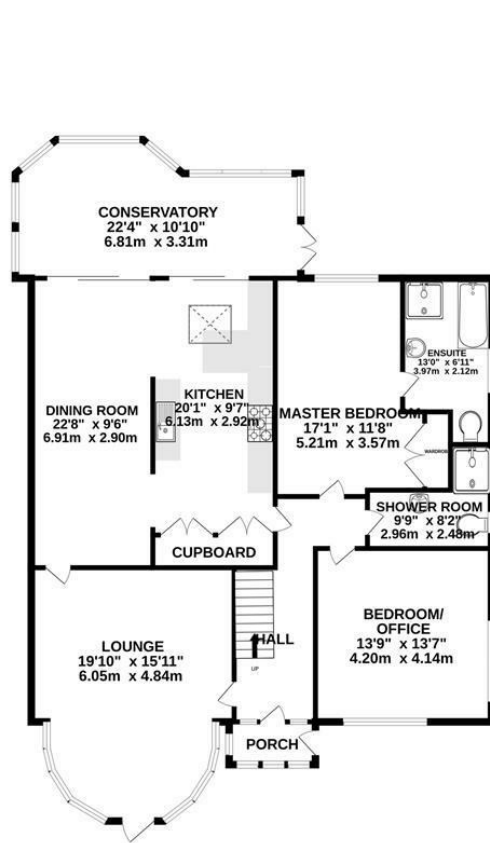 CONSERVATORY
22'4" x 10'10"
6.81m x 3.31m
ENSUITE
13'0" x 6'11"
3.97m x 2.12m
KITCHEN
20'1" x 9'7"
6.13m x 2.92m
DINING ROOM
22'8" x 9'6"
6.91m x 2.90m
MASTER BEDROOM
17'1" x 11'8"
5.21m x 3.57m
WARDROBE
SHOWER ROOM
9'9" x 8'2"
2.96m x 2.48m
CUPBOARD
BEDROOM/
OFFICE
13'9" x 13'7"
4.20m x 4.14m
LOUNGE
19'10" x 15'11"
6.05m x 4.84m
HALL
UP
PORCH